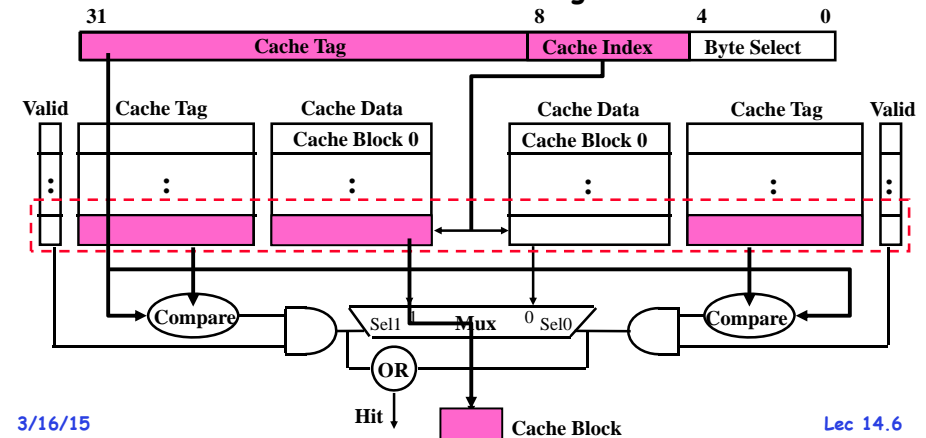 31 8 4 0
Cache Tag Cache Index Byte Select
Valid Cache Tag Cache Data Cache Data Cache Tag Valid
Cache Block 0 Cache Block 0
: : : : : :
Compare Sel1 1 Mux 0 Sel0 Compare
OR
Hit
Cache Block
3/16/15 Lec 14.6